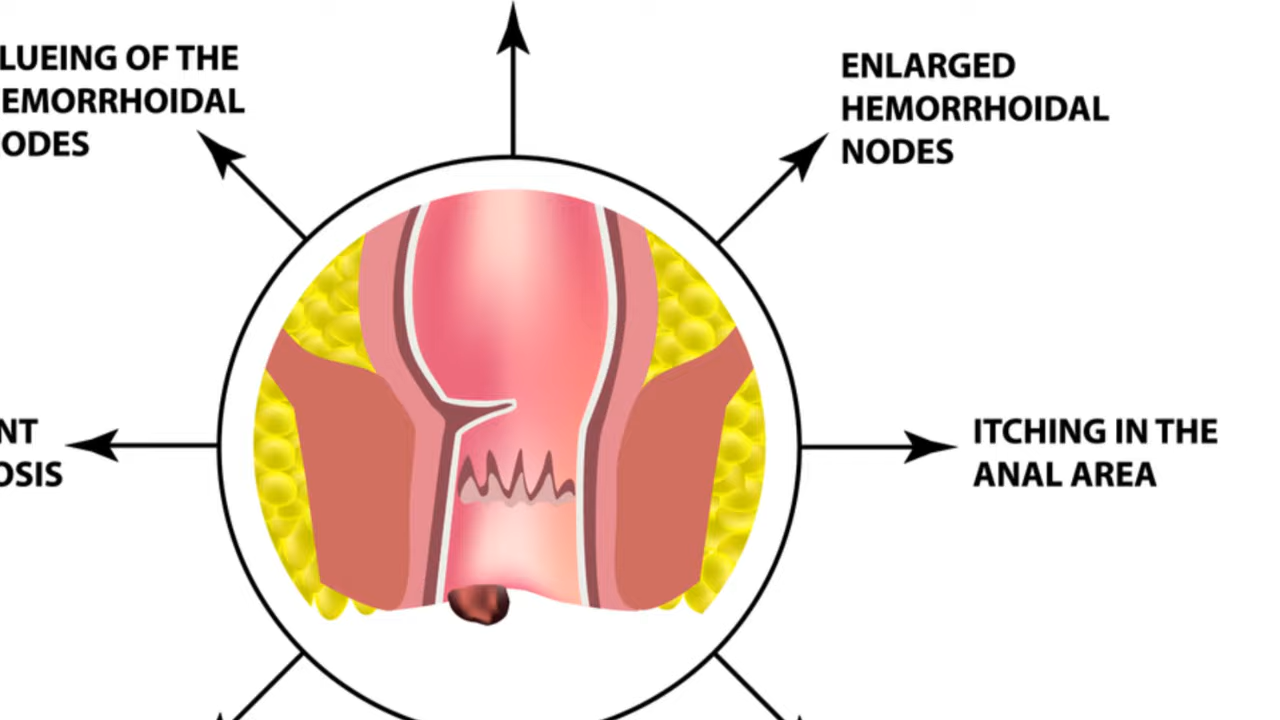 LUEING OF THE
EMORRHOIDAL
ODES
ENLARGED
HEMORRHOIDAL
NODES
NT
OSIS
ITCHING IN THE
ANAL AREA